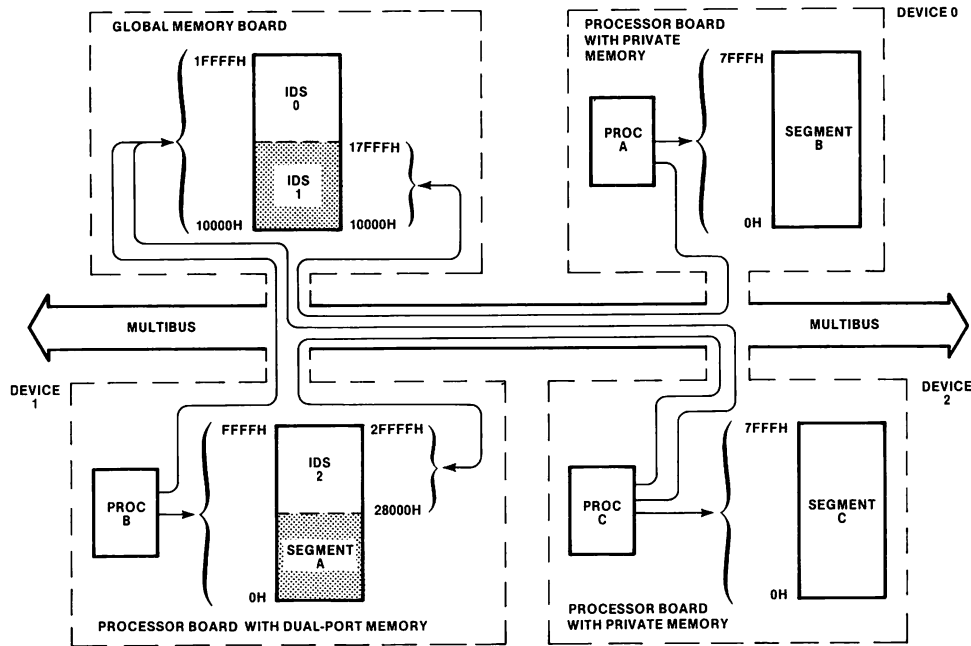 GLOBAL MEMORY BOARD
1FFFFH
IDS
0
17FFFH
IDS
1
10000H
10000H
PROCESSOR BOARD
WITH PRIVATE
MEMORY
DEVICE 0
7FFFH
PROC
A
SEGMENT
B
0H
MULTIBUS
MULTIBUS
DEVICE
1
FFFFH
2FFFFH
IDS
2
PROC
B
28000H
SEGMENT
A
0H
PROCESSOR BOARD WITH DUAL-PORT MEMORY
DEVICE
2
7FFFH
PROC
C
SEGMENT
C
0H
PROCESSOR BOARD
WITH PRIVATE MEMORY